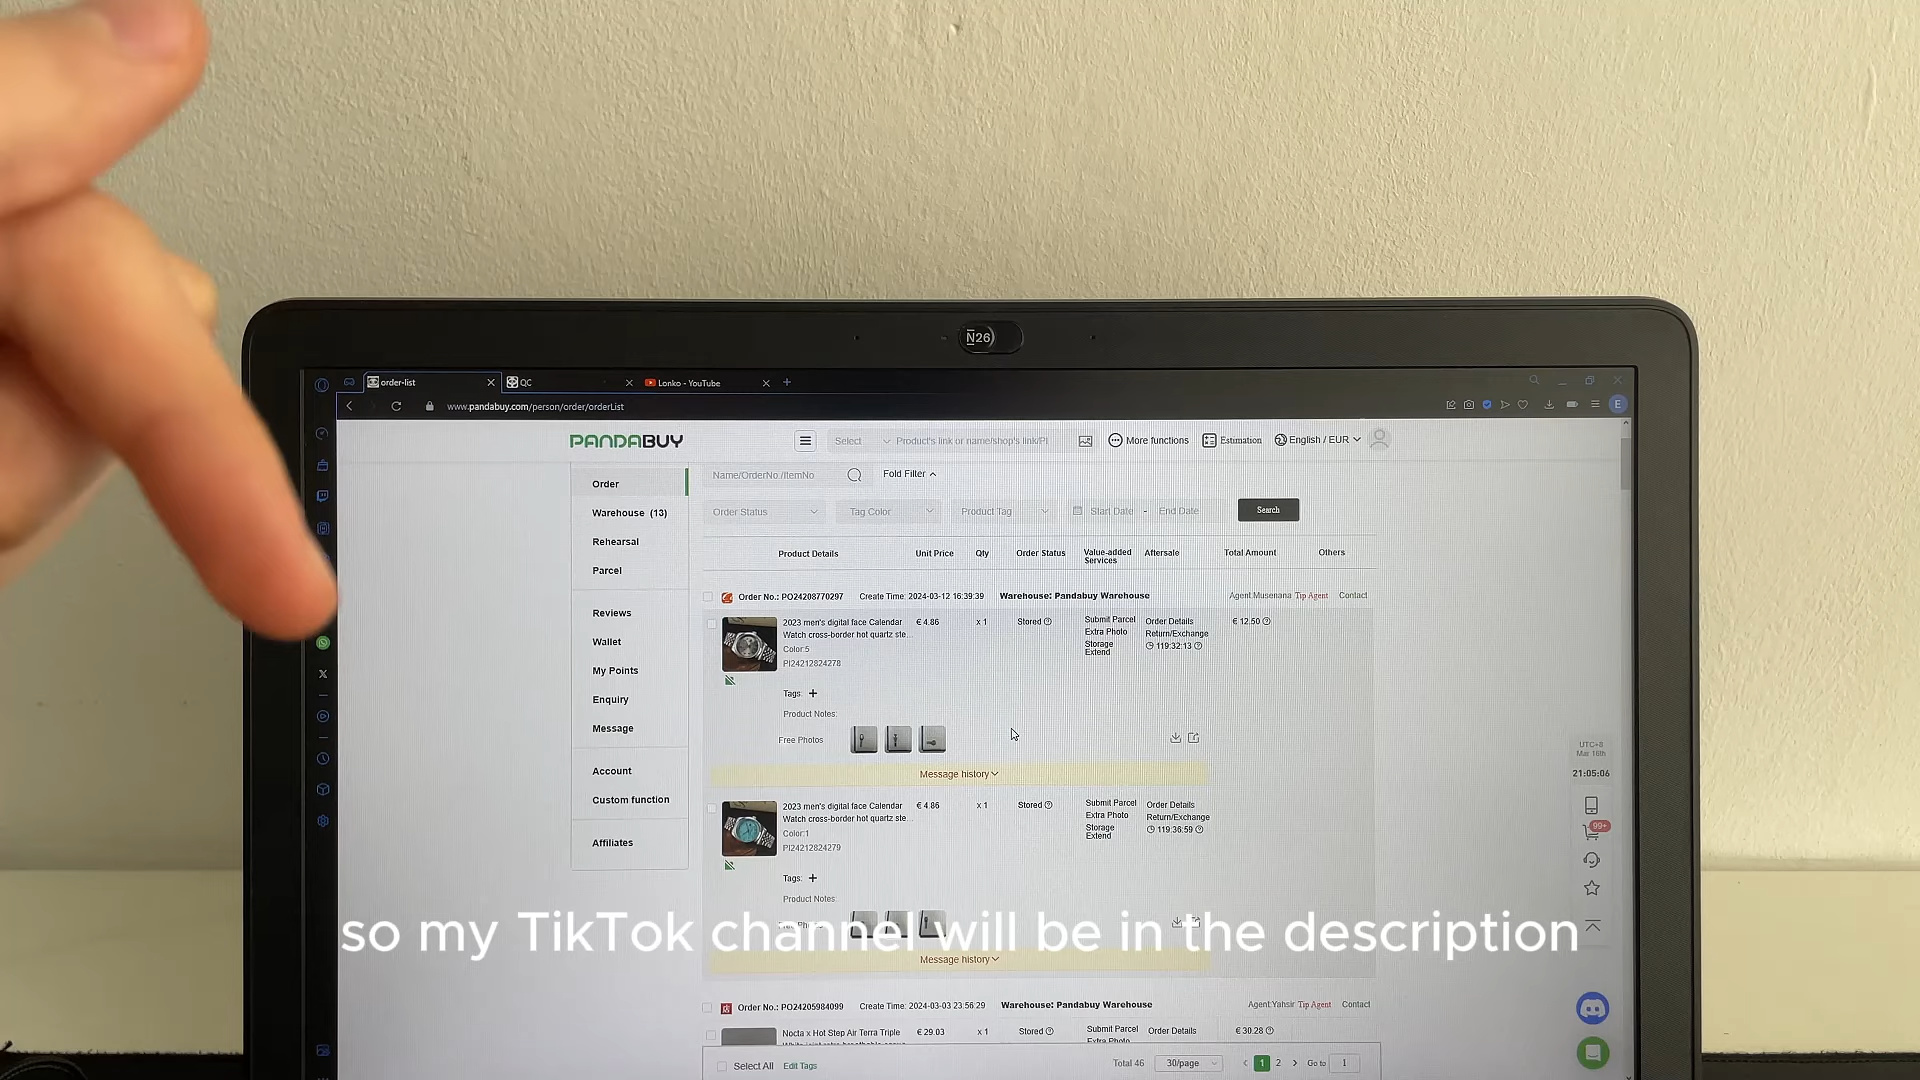 N26
order-list
QC
Lonko - YouTube
www.pandabuy.com/person/order/orderList
E
PANDABUY
Select
Product's link or name/shop's link/PI
More functions
Estimation
English / EUR
Order
Warehouse (13)
Rehearsal
Parcel
Reviews
Wallet
My Points
Enquiry
Message
Account
Custom function
Affiliates
Name/OrderNo./ItemNo
Fold Filter
Order Status
Tag Color
Product Tag
Start Date - End Date
Search
Product Details Unit Price Qty Order Status Value-added Services Aftersale Total Amount Others
Order No.: PO24208770297 Create Time: 2024-03-12 16:39:39 Warehouse: Pandabuy Warehouse Agent:Musenana Tip Agent Contact
2023 men's digital face Calendar
Watch cross-border hot quartz ste...
Color:5
PI24212824278
€ 4.86
x 1
Stored
Submit Parcel
Extra Photo
Storage
Extend
Order Details
Return/Exchange
119:32:13
€ 12.50
Tags: +
Product Notes:
Free Photos
Message history
2023 men's digital face Calendar
Watch cross-border hot quartz ste...
Color:1
PI24212824279
€ 4.86
x 1
Stored
Submit Parcel
Extra Photo
Storage
Extend
Order Details
Return/Exchange
119:36:59
Tags: +
Product Notes:
so my TikTok channel will be in the description
Message history
Order No.: PO24205984099 Create Time: 2024-03-03 23:56:29 Warehouse: Pandabuy Warehouse Agent:Yahsir Tip Agent Contact
Nocta x Hot Step Air Terra Triple
€ 29.03
x 1
Stored
Submit Parcel
Extra Photo
Order Details
€ 30.28
Select All
Edit Tags
Total 46
30/page
1
2
Go to
1
UTC+8
Mar 16th
21:05:06
99+